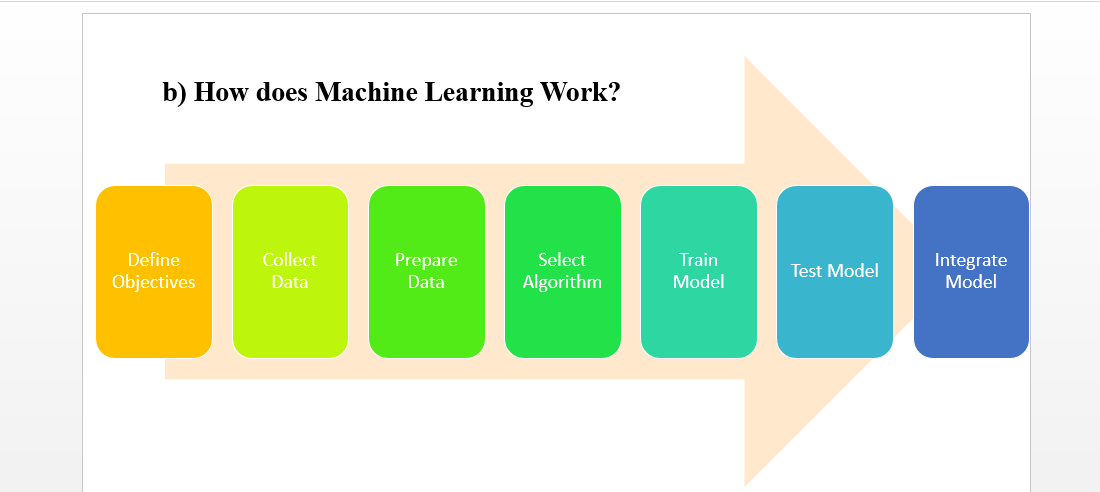 b) How does Machine Learning Work?
Define
Objectives
Collect
Data
Prepare
Data
Select
Algorithm
Train
Model
Test Model
Integrate
Model